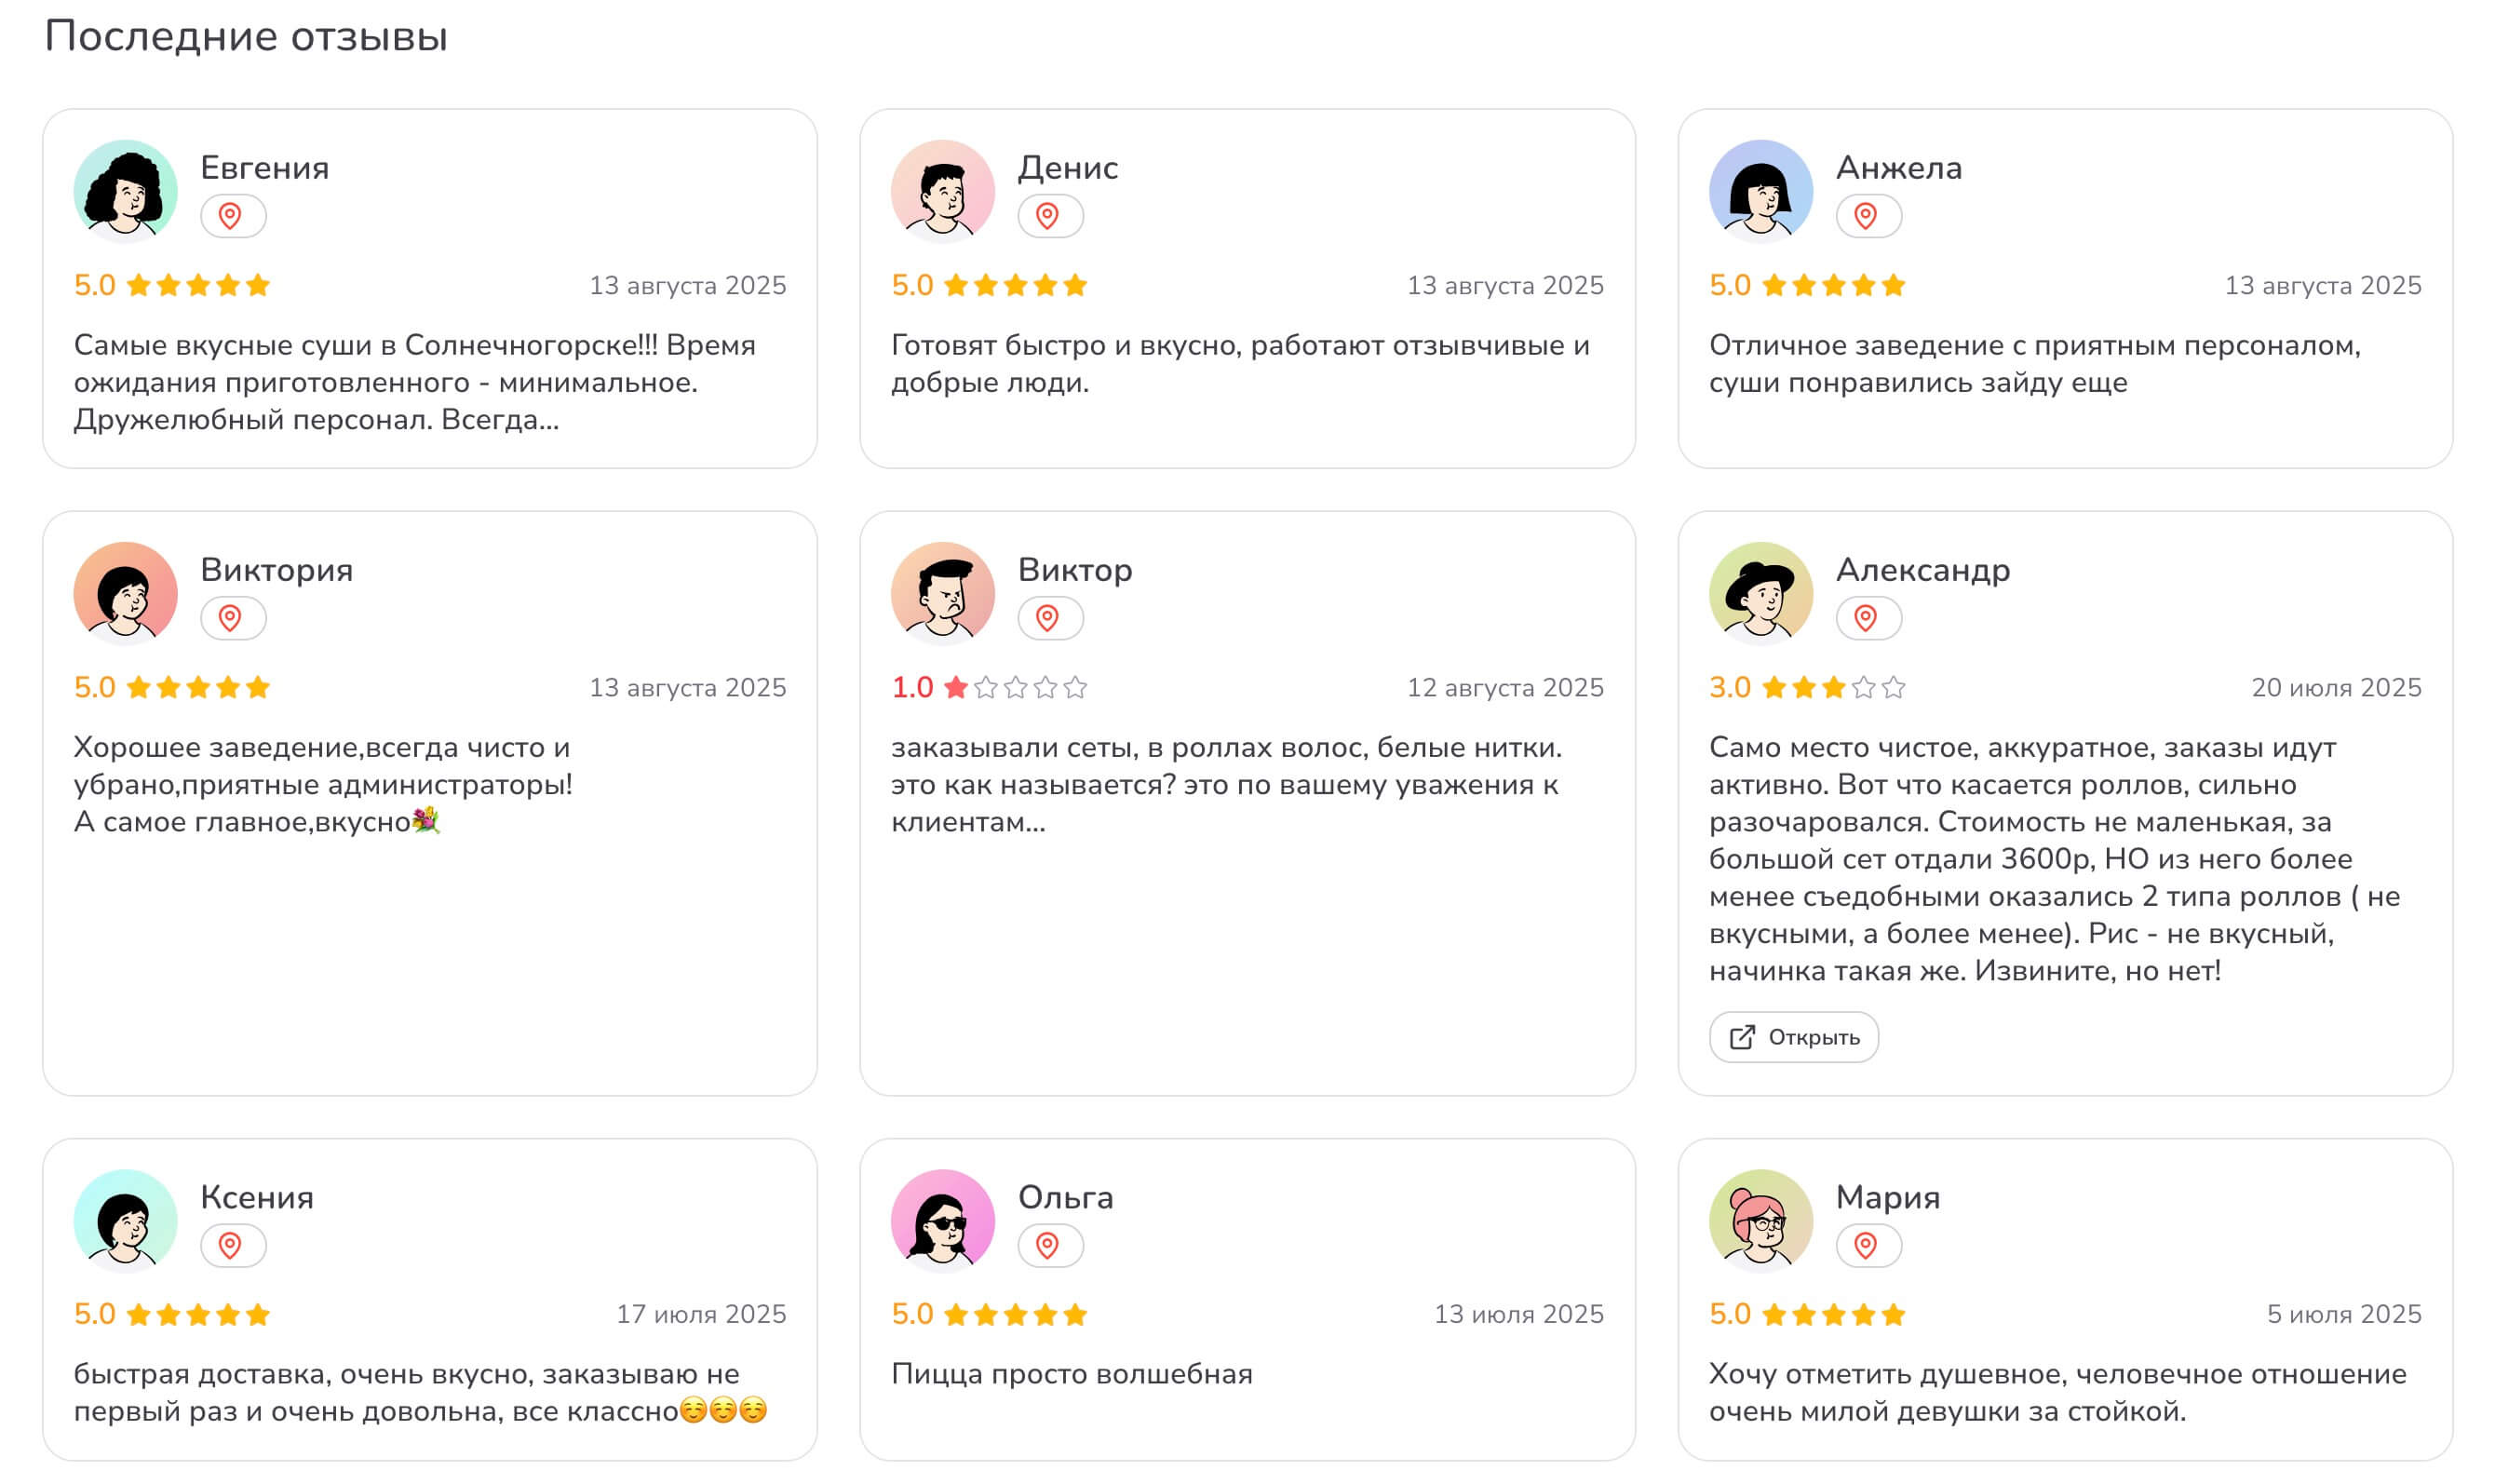 Последние отзывы
Евгения
5.0
13 августа 2025
Самые вкусные суши в Солнечногорске!!! Время
ожидания приготовленного - минимальное.
Дружелюбный персонал. Всегда...
Денис
5.0
13 августа 2025
Готовят быстро и вкусно, работают отзывчивые и
добрые люди.
Анжела
5.0
13 августа 2025
Отличное заведение с приятным персоналом,
суши понравились зайду еще
Виктория
5.0
13 августа 2025
Хорошее заведение,всегда чисто и
убрано,приятные администраторы!
А самое главное,вкусно💐
Виктор
1.0
12 августа 2025
заказывали сеты, в роллах волос, белые нитки.
это как называется? это по вашему уважения к
клиентам...
Александр
3.0
20 июля 2025
Само место чистое, аккуратное, заказы идут
активно. Вот что касается роллов, сильно
разочаровался. Стоимость не маленькая, за
большой сет отдали 3600р, НО из него более
менее съедобными оказались 2 типа роллов ( не
вкусными, а более менее). Рис - не вкусный,
начинка такая же. Извините, но нет!
Открыть
Ксения
5.0
17 июля 2025
быстрая доставка, очень вкусно, заказываю не
первый раз и очень довольна, все классно☺️☺️☺️
Ольга
5.0
13 июля 2025
Пицца просто волшебная
Мария
5.0
5 июля 2025
Хочу отметить душевное, человечное отношение
очень милой девушки за стойкой.